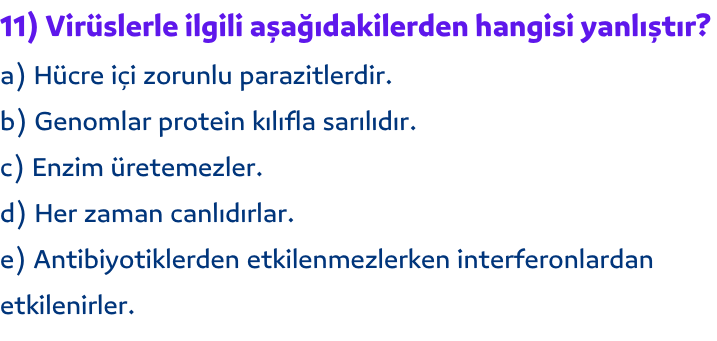 11) Virüslerle ilgili aşağıdakilerden hangisi yanlıştır?
a) Hücre içi zorunlu parazitlerdir.
b) Genomlar protein kılıfla sarılıdır.
c) Enzim üretemezler.
d) Her zaman canlıdırlar.
e) Antibiyotiklerden etkilenmezlerken interferonlardan
etkilenirler.